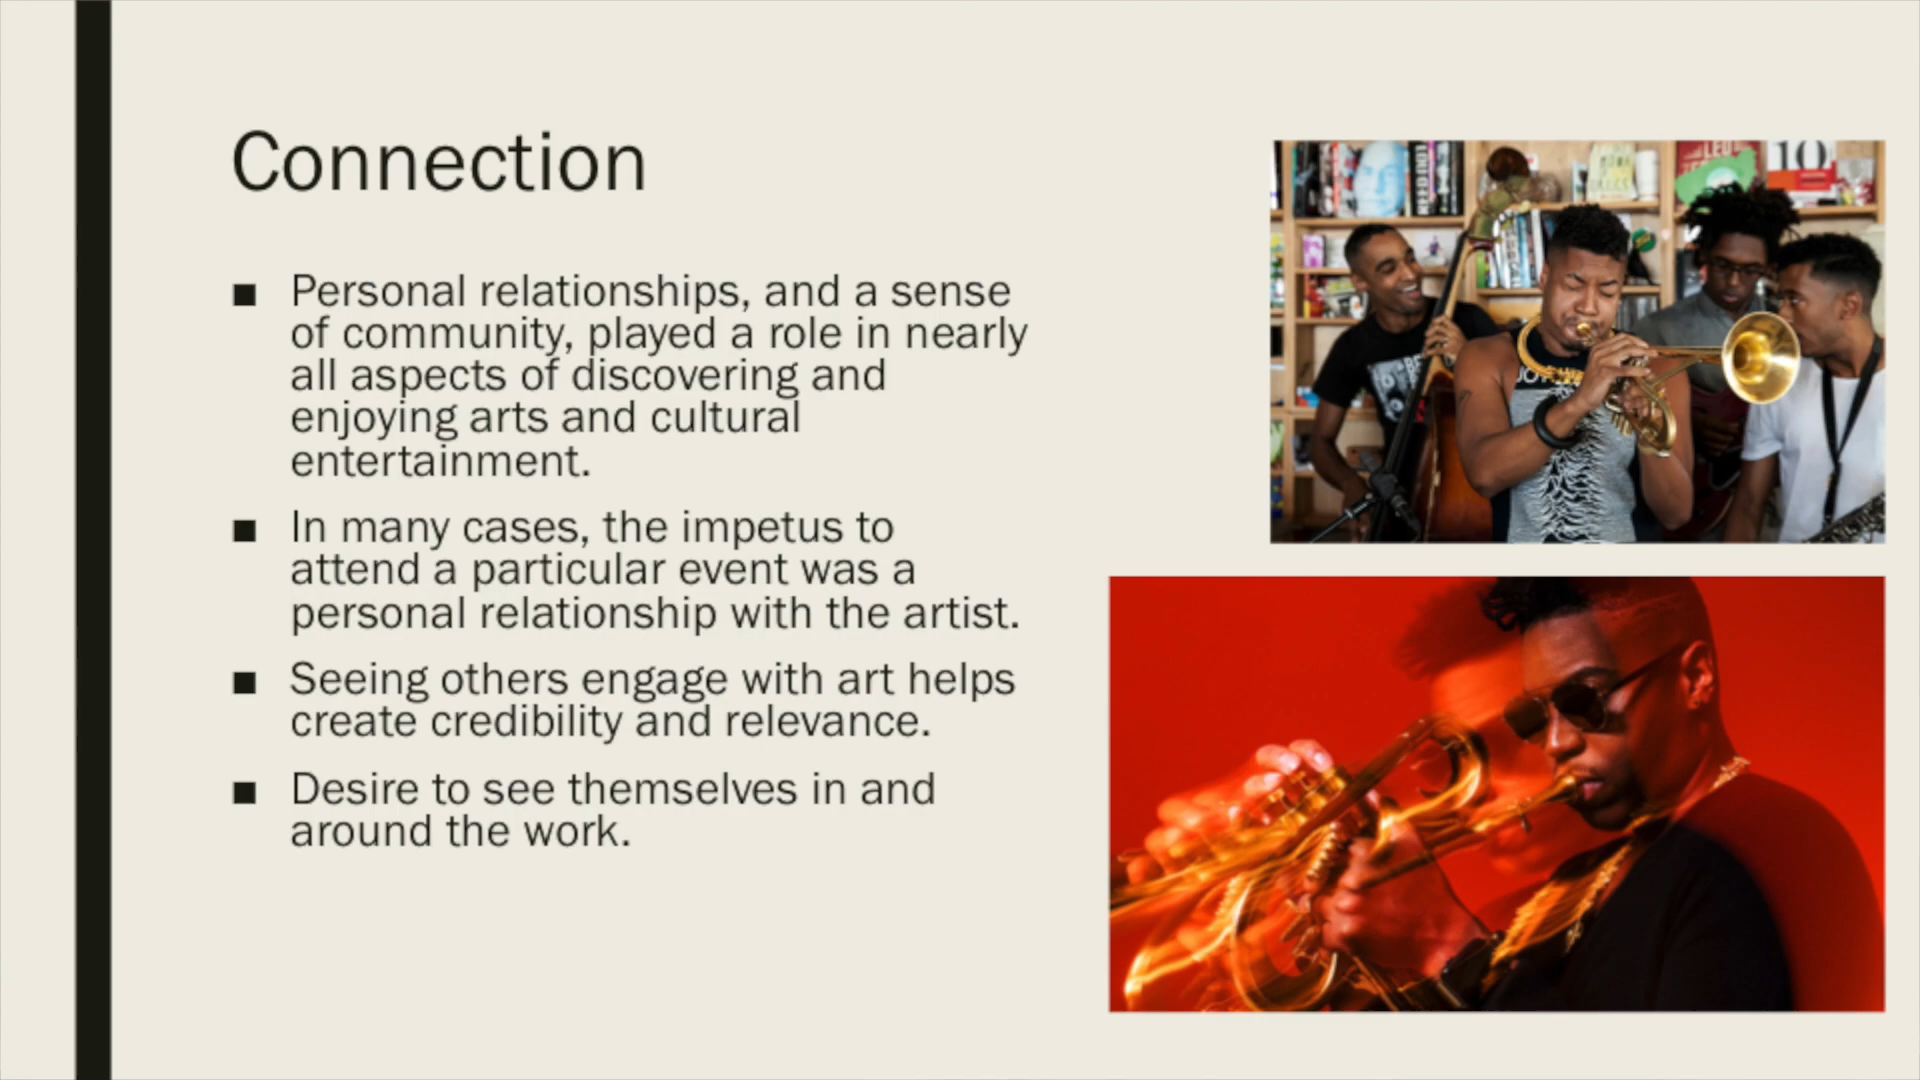 Connection
■ Personal relationships, and a sense
of community, played a role in nearly
all aspects of discovering and
enjoying arts and cultural
entertainment.
■ In many cases, the impetus to
attend a particular event was a
personal relationship with the artist.
■ Seeing others engage with art helps
create credibility and relevance.
■ Desire to see themselves in and
around the work.
10